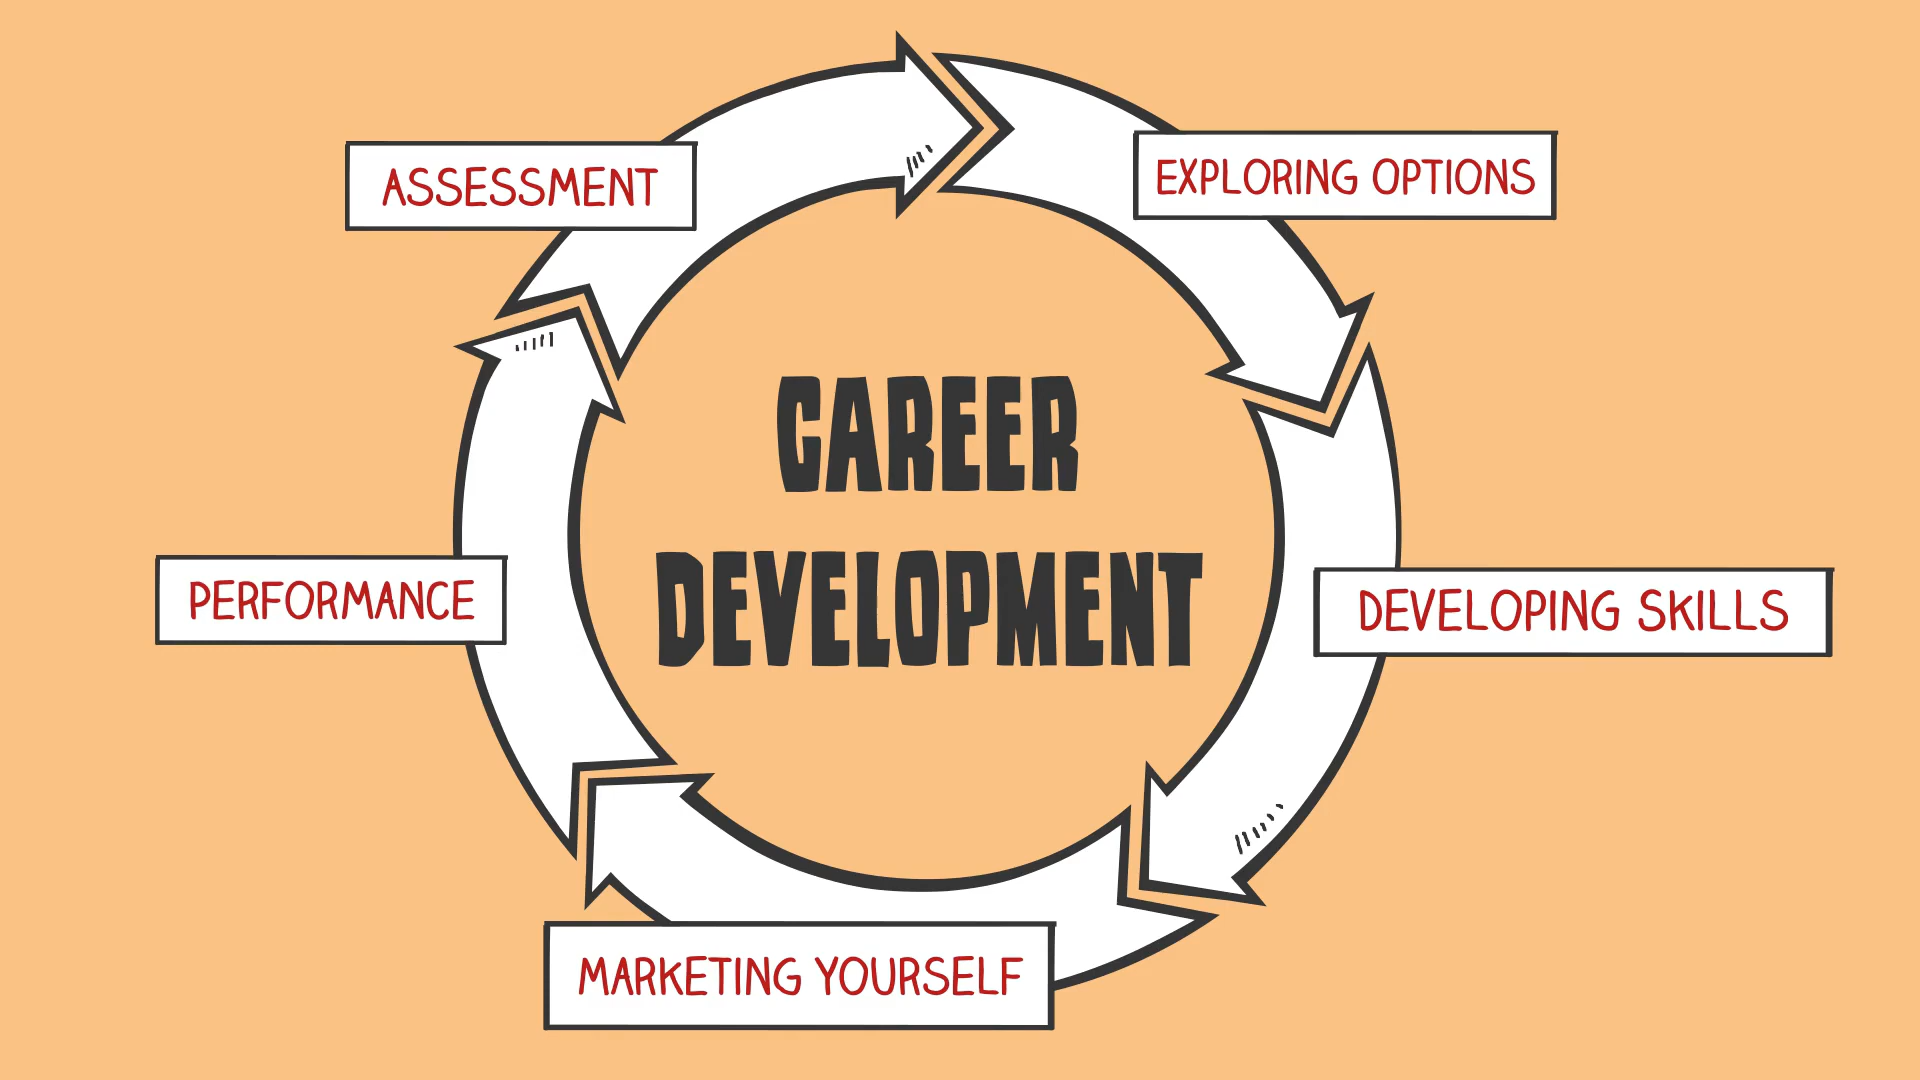 ASSESSMENT
EXPLORING OPTIONS
CAREER
DEVELOPMENT
PERFORMANCE
DEVELOPING SKILLS
MARKETING YOURSELF